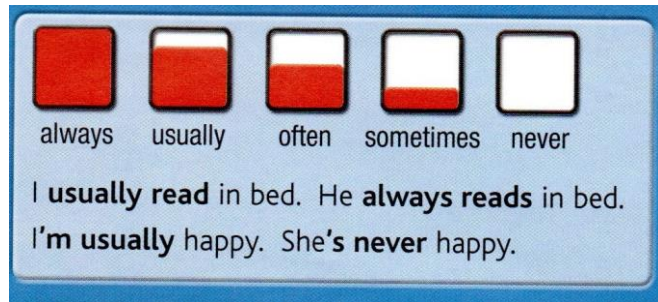 always usually often sometimes never
I usually read in bed. He always reads in bed.
I'm usually happy. She's never happy.